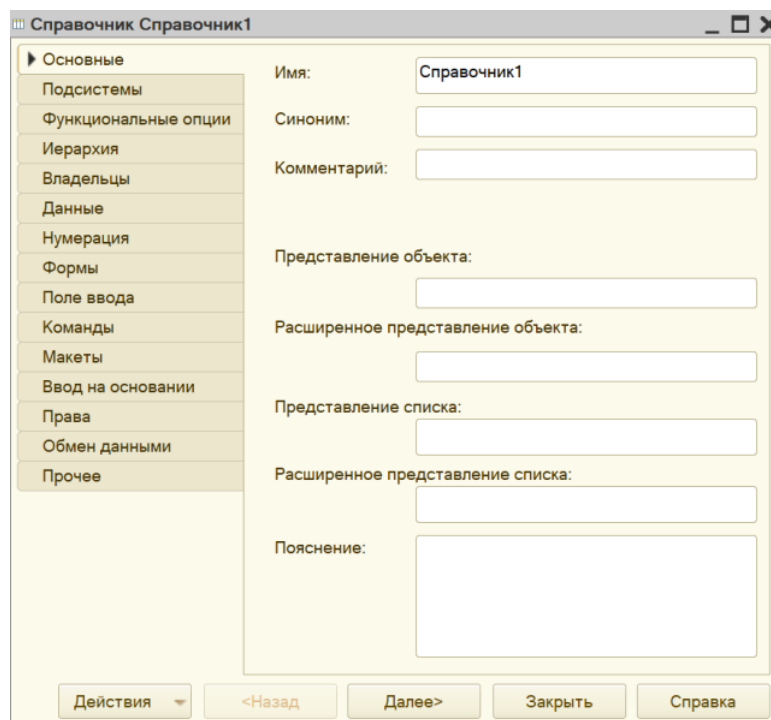 Справочник Справочник1
Основные
Подсистемы
Функциональные опции
Иерархия
Владельцы
Данные
Нумерация
Формы
Поле ввода
Команды
Макеты
Ввод на основании
Права
Обмен данными
Прочее
Имя: Справочник1
Синоним:
Комментарий:
Представление объекта:
Расширенное представление объекта:
Представление списка:
Расширенное представление списка:
Пояснение:
Действия <Назад Далее> Закрыть Справка